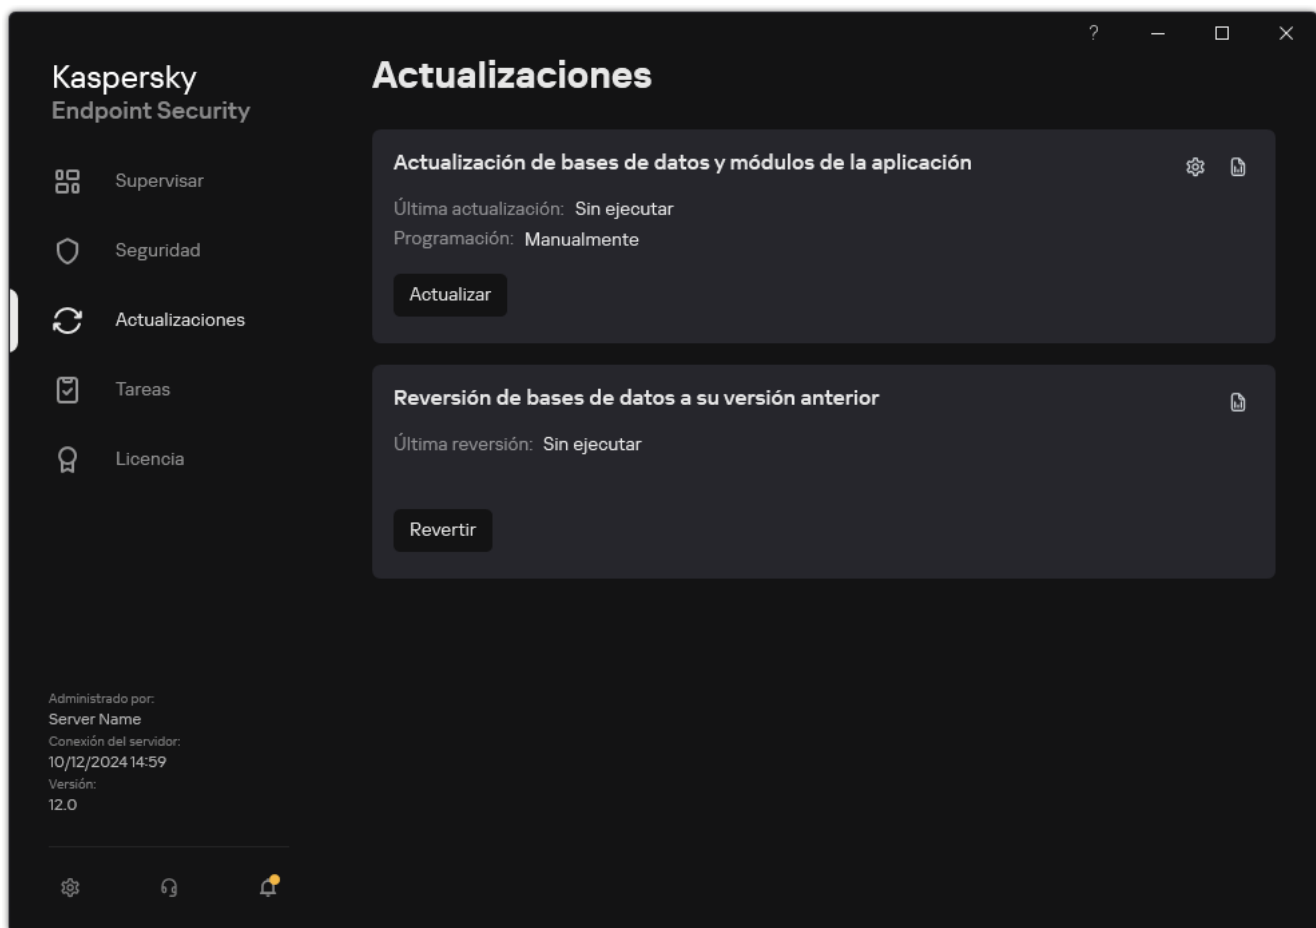 ?
Kaspersky
Endpoint Security
Supervisar
Seguridad
Actualizaciones
Tareas
Licencia
Administrado por:
Server Name
Conexión del servidor:
10/12/2024 14:59
Versión:
12.0
Actualizaciones
Actualización de bases de datos y módulos de la aplicación
Última actualización: Sin ejecutar
Programación: Manualmente
Actualizar
Reversión de bases de datos a su versión anterior
Última reversión: Sin ejecutar
Revertir